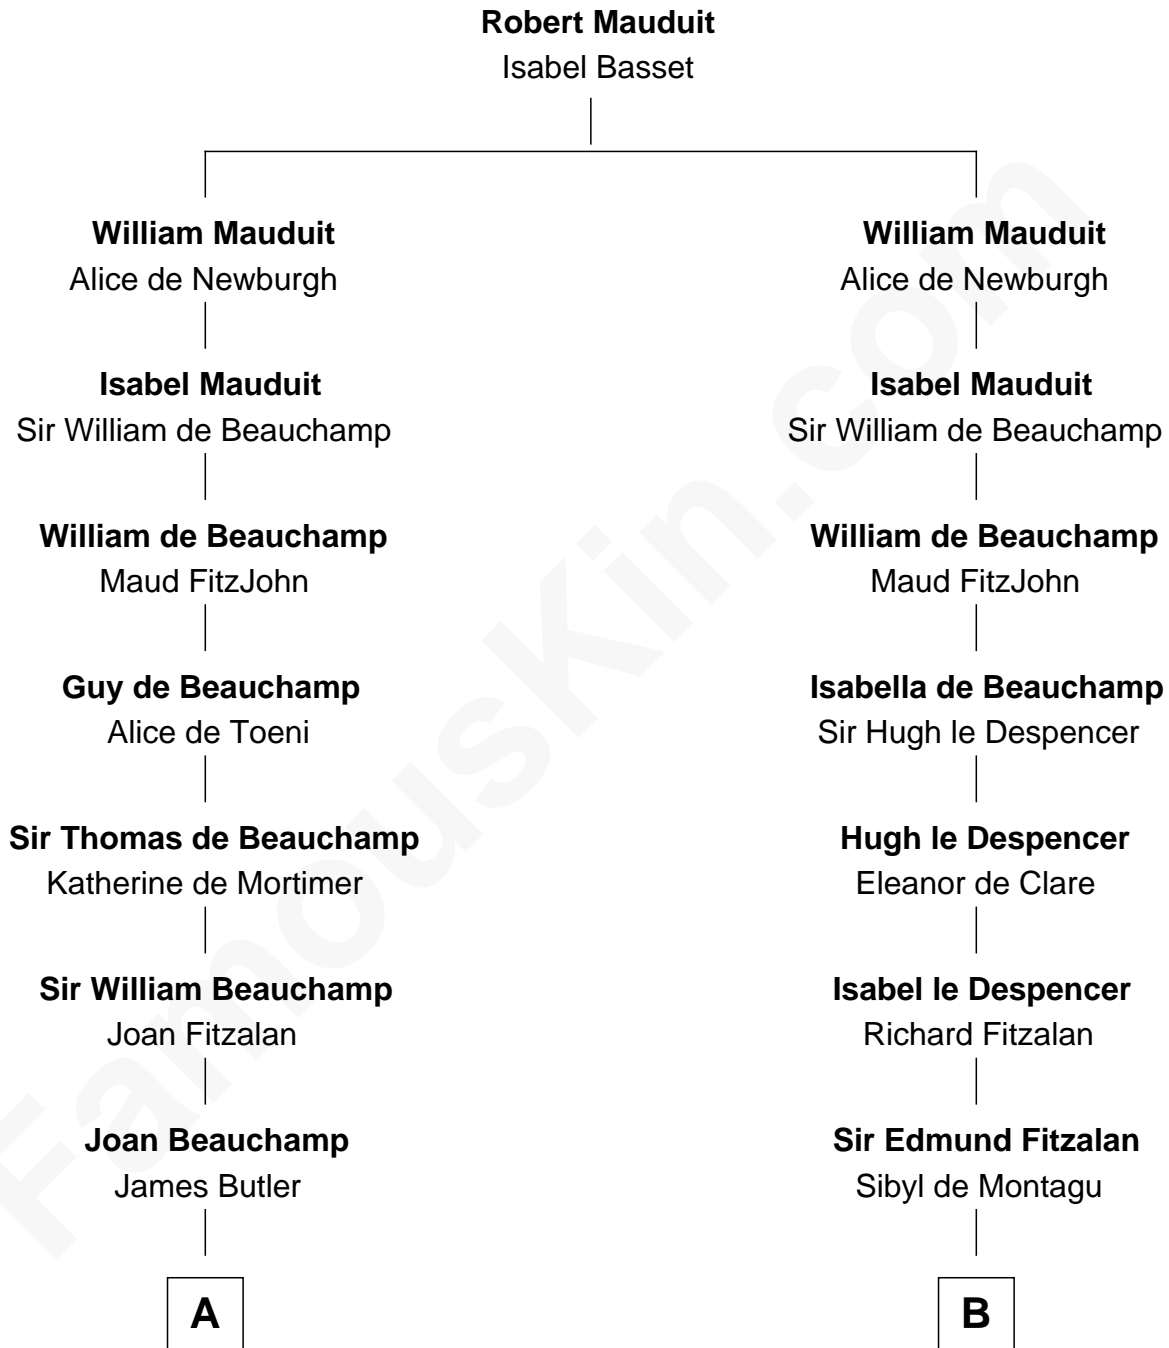 Robert Mauduit
Isabel Basset
William Mauduit
Alice de Newburgh
William Mauduit
Alice de Newburgh
Isabel Mauduit
Sir William de Beauchamp
Isabel Mauduit
Sir William de Beauchamp
William de Beauchamp
Maud FitzJohn
William de Beauchamp
Maud FitzJohn
Guy de Beauchamp
Alice de Toeni
Isabella de Beauchamp
Sir Hugh le Despencer
Sir Thomas de Beauchamp
Katherine de Mortimer
Hugh le Despencer
Eleanor de Clare
Sir William Beauchamp
Joan Fitzalan
Isabel le Despencer
Richard Fitzalan
Joan Beauchamp
James Butler
Sir Edmund Fitzalan
Sibyl de Montagu
A
B
FamousKin.com